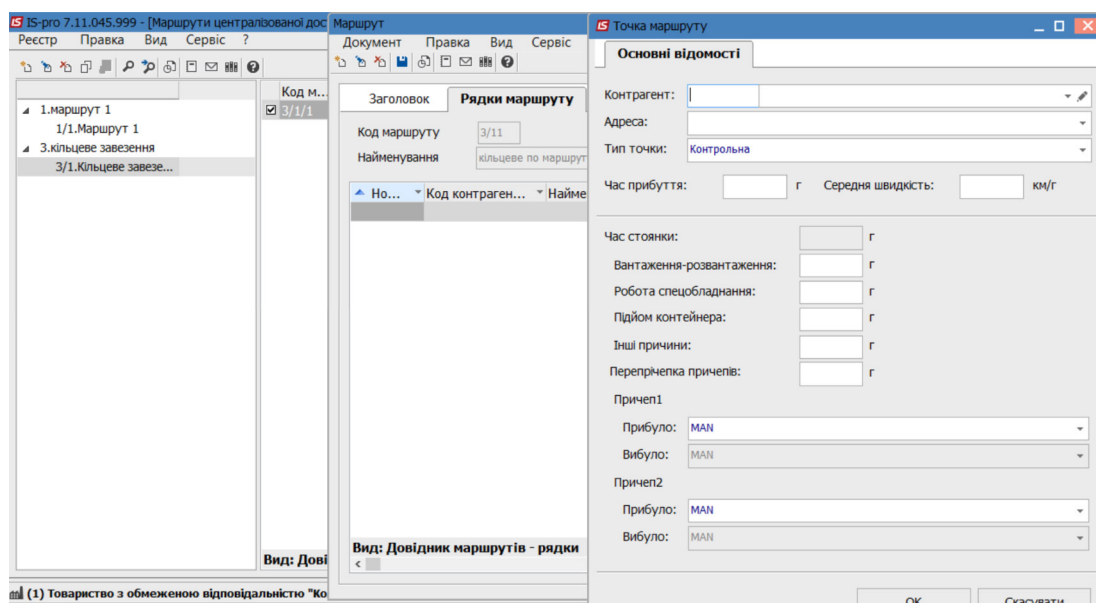 IS-pro 7.11.045.999 - [Маршрути централізованої дос
Реєстр Правка Вид Сервіс ?
Код м...
1.маршрут 1
1/1.Маршрут 1
3.кільцеве завезення
3/1.Кільцеве завезе...
3/1/1
Вид: Дові
(1) Товариство з обмеженою відповідальністю "Ко
Маршрут
Документ Правка Вид Сервіс
Заголовок Рядки маршруту
Код маршруту 3/11
Найменування кільцеве по маршрут
Но... Код контраген... Найме
Вид: Довідник маршрутів - рядки
Точка маршруту
Основні відомості
Контрагент:
Адреса:
Тип точки: Контрольна
Час прибуття: г Середня швидкість: км/г
Час стоянки: г
Вантаження-розвантаження: г
Робота спецобладнання: г
Підйом контейнера: г
Інші причини: г
Перепрічепка причепів: г
Причеп1
Прибуло: MAN
Вибуло: MAN
Причеп2
Прибуло: MAN
Вибуло: MAN
ОК Скасувати